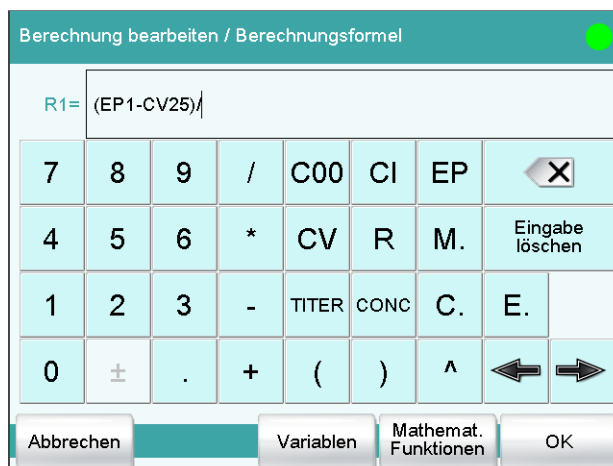 Berechnung bearbeiten / Berechnungsformel
R1= (EP1-CV25)/
7 8 9 / C00 CI EP
4 5 6 * CV R M. Eingabe löschen
1 2 3 - TITER CONC C. E.
0 ± . + ( ) ^
Abbrechen Variablen Mathemat. Funktionen OK